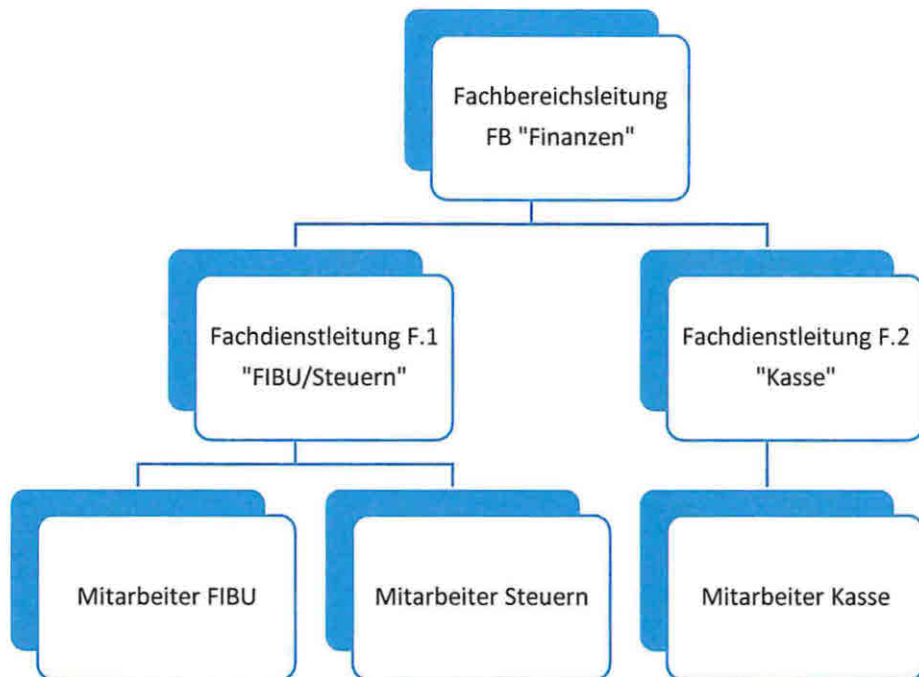 Fachbereichsleitung
FB "Finanzen"
Fachdienstleitung F.1
"FIBU/Steuern"
Fachdienstleitung F.2
"Kasse"
Mitarbeiter FIBU
Mitarbeiter Steuern
Mitarbeiter Kasse